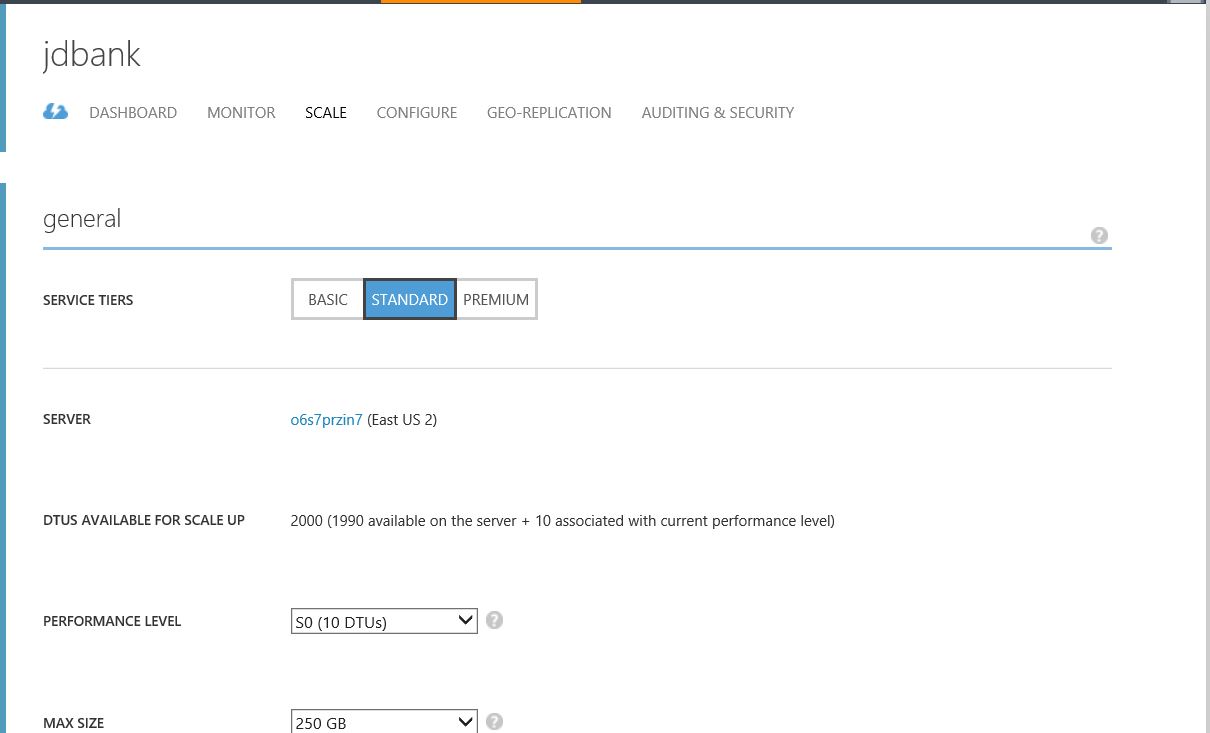 jdbank
DASHBOARD MONITOR SCALE CONFIGURE GEO-REPLICATION AUDITING & SECURITY
general
?
SERVICE TIERS BASIC STANDARD PREMIUM
SERVER o6s7przin7 (East US 2)
DTUS AVAILABLE FOR SCALE UP 2000 (1990 available on the server + 10 associated with current performance level)
PERFORMANCE LEVEL S0 (10 DTUs) ?
MAX SIZE 250 GB ?